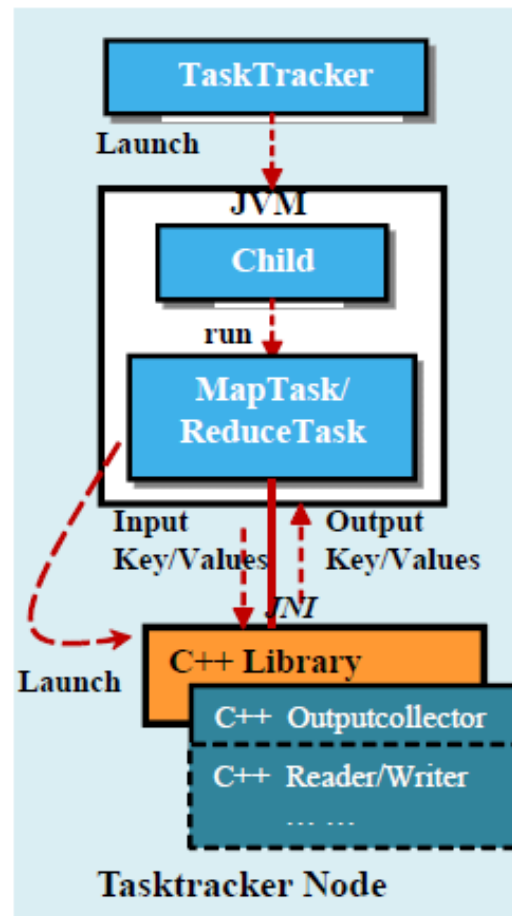 TaskTracker
Launch
JVM
Child
run
MapTask/
ReduceTask
Input
Key/Values
Output
Key/Values
JNI
Launch
C++ Library
C++ Outputcollector
C++ Reader/Writer
... ...
Tasktracker Node